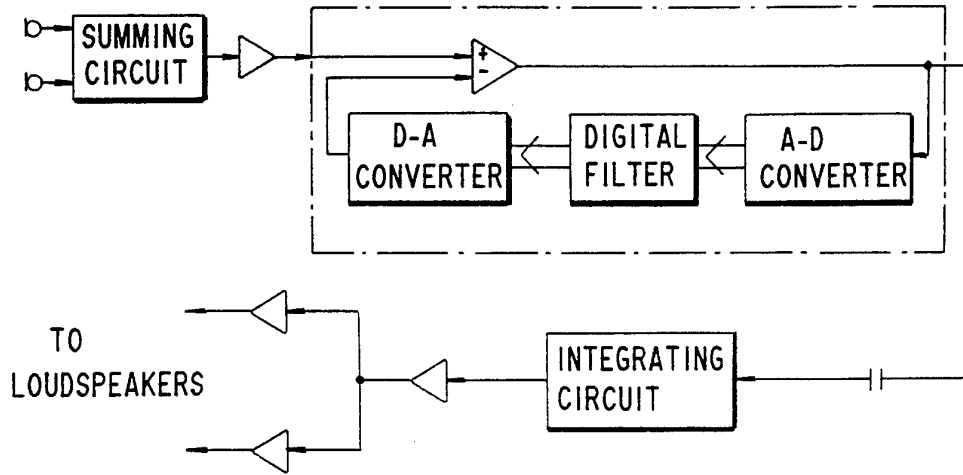 SUMMING
CIRCUIT
+
-
D-A
CONVERTER
DIGITAL
FILTER
A-D
CONVERTER
TO
LOUDSPEAKERS
INTEGRATING
CIRCUIT